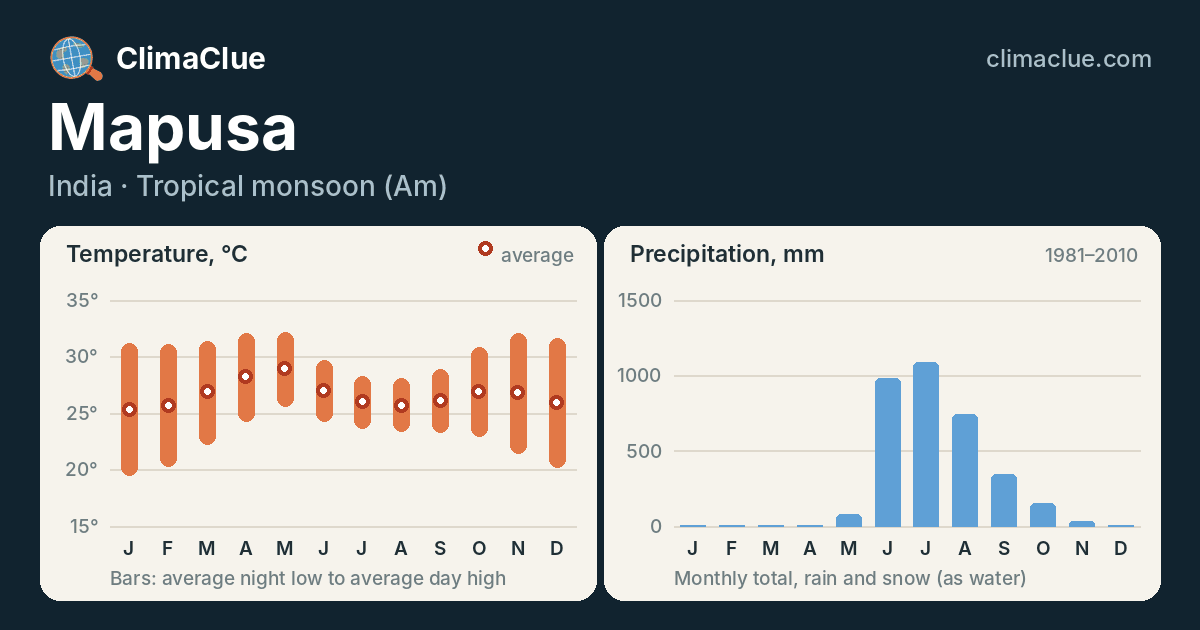 ClimaClue
climaclue.com
Mapusa
India · Tropical monsoon (Am)
Temperature, °C
average
35°
30°
25°
20°
15°
J F M A M J J A S O N D
Bars: average night low to average day high
Precipitation, mm
1981–2010
1500
1000
500
0
J F M A M J J A S O N D
Monthly total, rain and snow (as water)